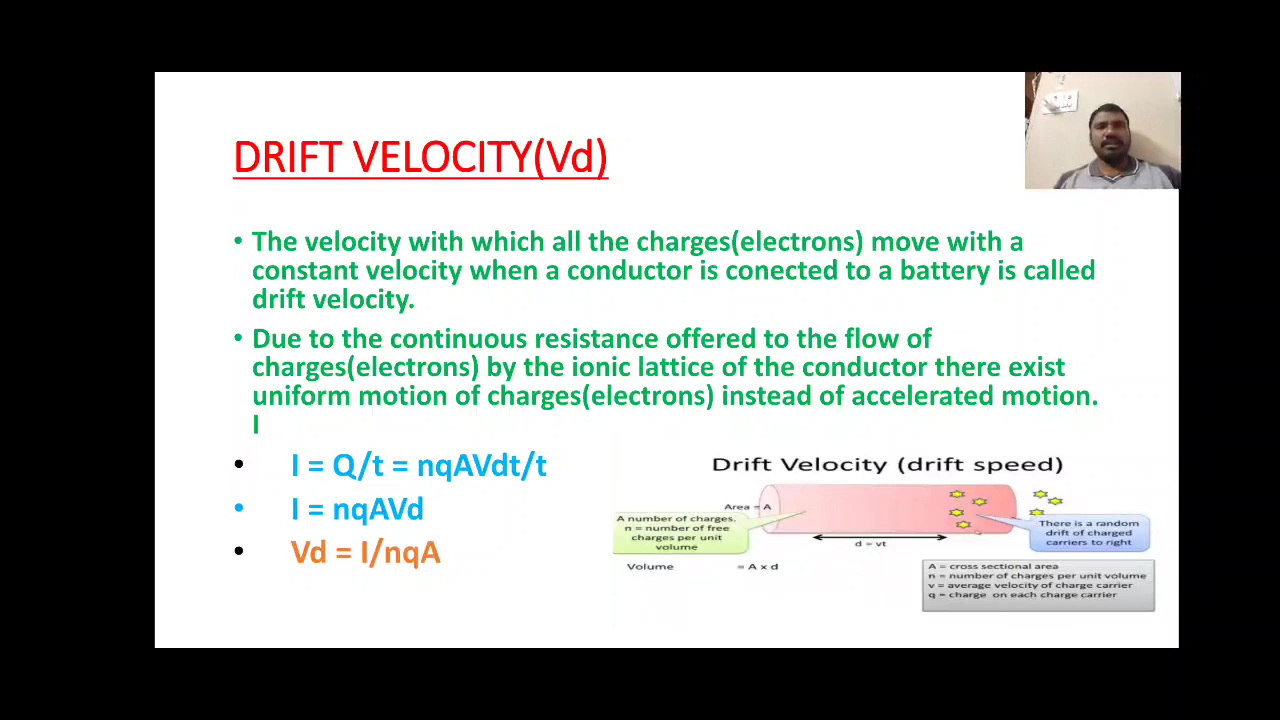 DRIFT VELOCITY(Vd)
• The velocity with which all the charges(electrons) move with a
constant velocity when a conductor is conected to a battery is called
drift velocity.
• Due to the continuous resistance offered to the flow of
charges(electrons) by the ionic lattice of the conductor there exist
uniform motion of charges(electrons) instead of accelerated motion.
I
• I = Q/t = nqAVdt/t
• I = nqAVd
• Vd = I/nqA
Drift Velocity (drift speed)
Area = A
A number of charges.
n = number of free
charges per unit
volume
d = vt
There is a random
drift of charged
carriers to right
Volume = A x d
A = cross sectional area
n = number of charges per unit volume
v = average velocity of charge carrier
q = charge on each charge carrier